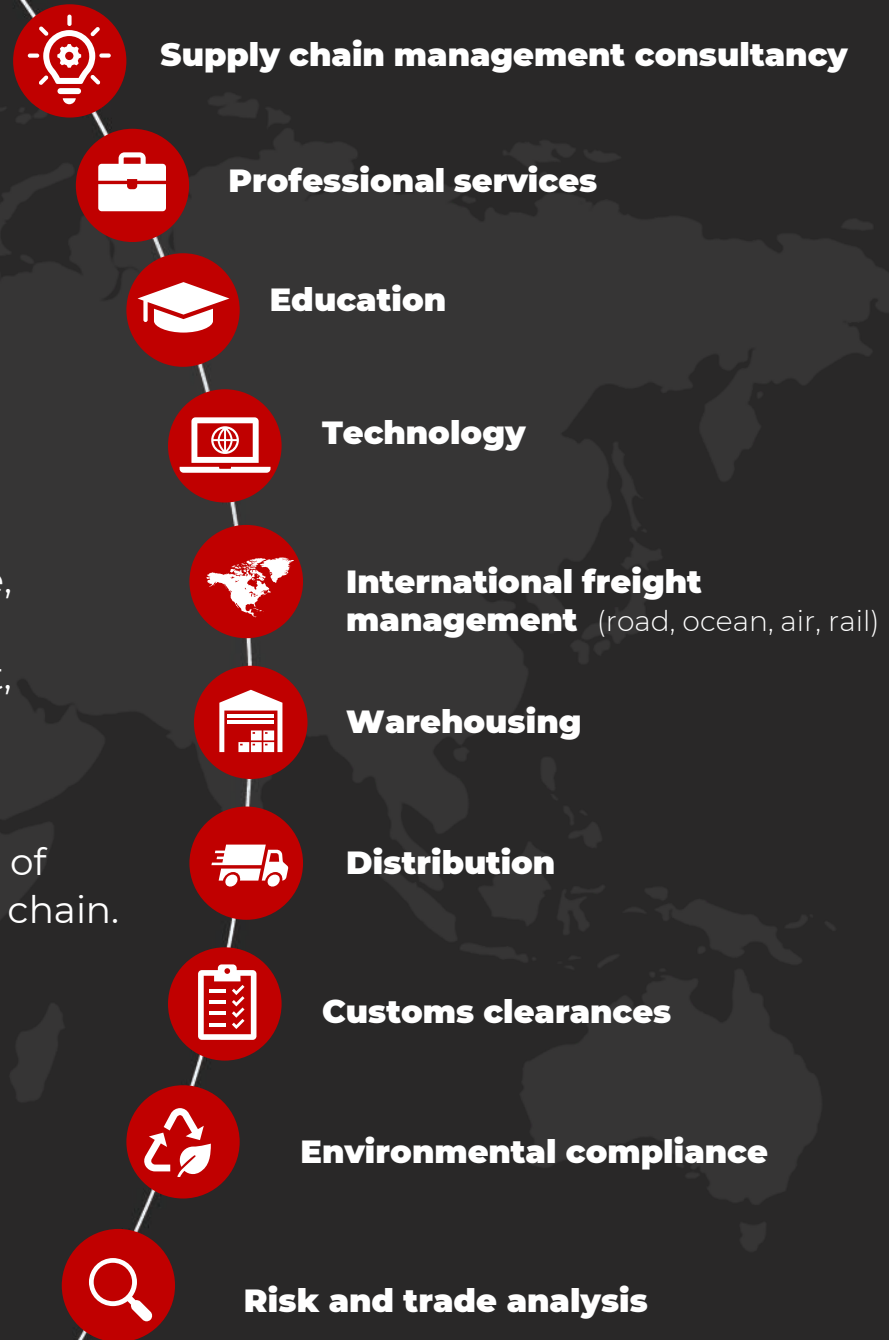 Supply chain management consultancy
Professional services
Education
Technology
International freight
management (road, ocean, air, rail)
Warehousing
Distribution
of
chain.
Customs clearances
Environmental compliance
Risk and trade analysis